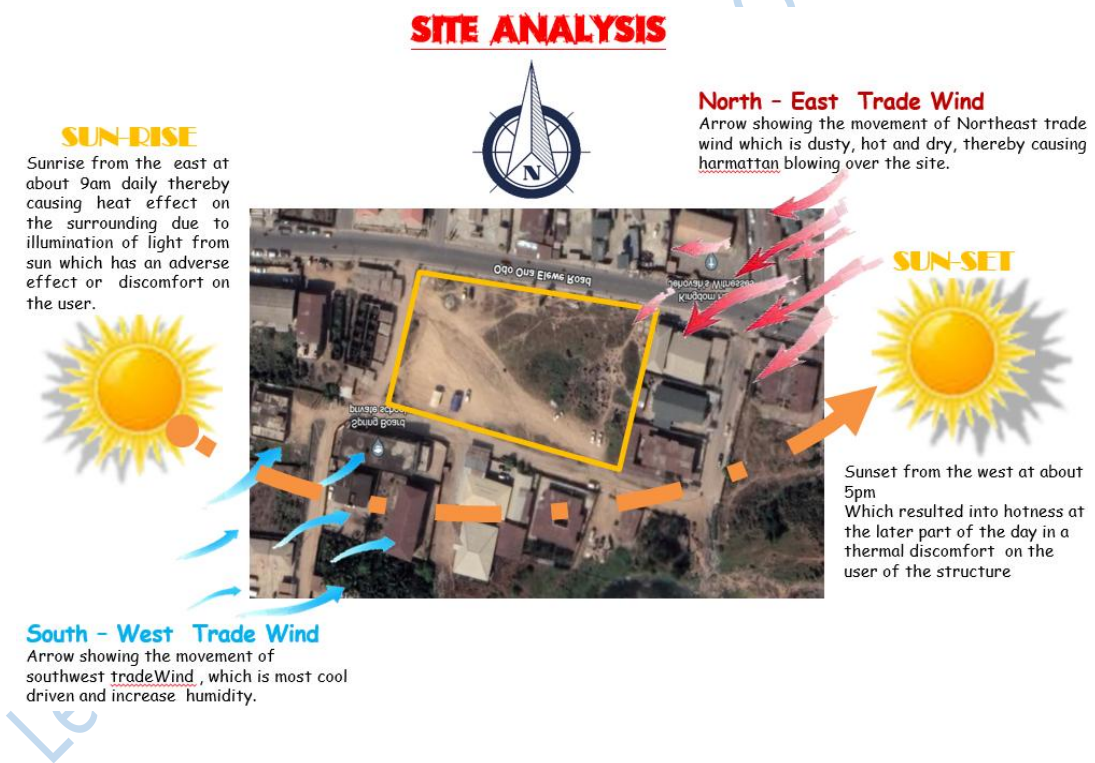 SITE ANALYSIS
N
North - East Trade Wind
Arrow showing the movement of Northeast trade
wind which is dusty, hot and dry, thereby causing
harmattan blowing over the site.
SUN-RISE
Sunrise from the east at
about 9am daily thereby
causing heat effect on
the surrounding due to
illumination of light from
sun which has an adverse
effect or discomfort on
the user.
Odo Ona Elewe Road
Jehovah's Witnesses
Kingdom
Spring Board
private school
SUN-SET
Sunset from the west at about
5pm
Which resulted into hotness at
the later part of the day in a
thermal discomfort on the
user of the structure
South - West Trade Wind
Arrow showing the movement of
southwest tradeWind , which is most cool
driven and increase humidity.